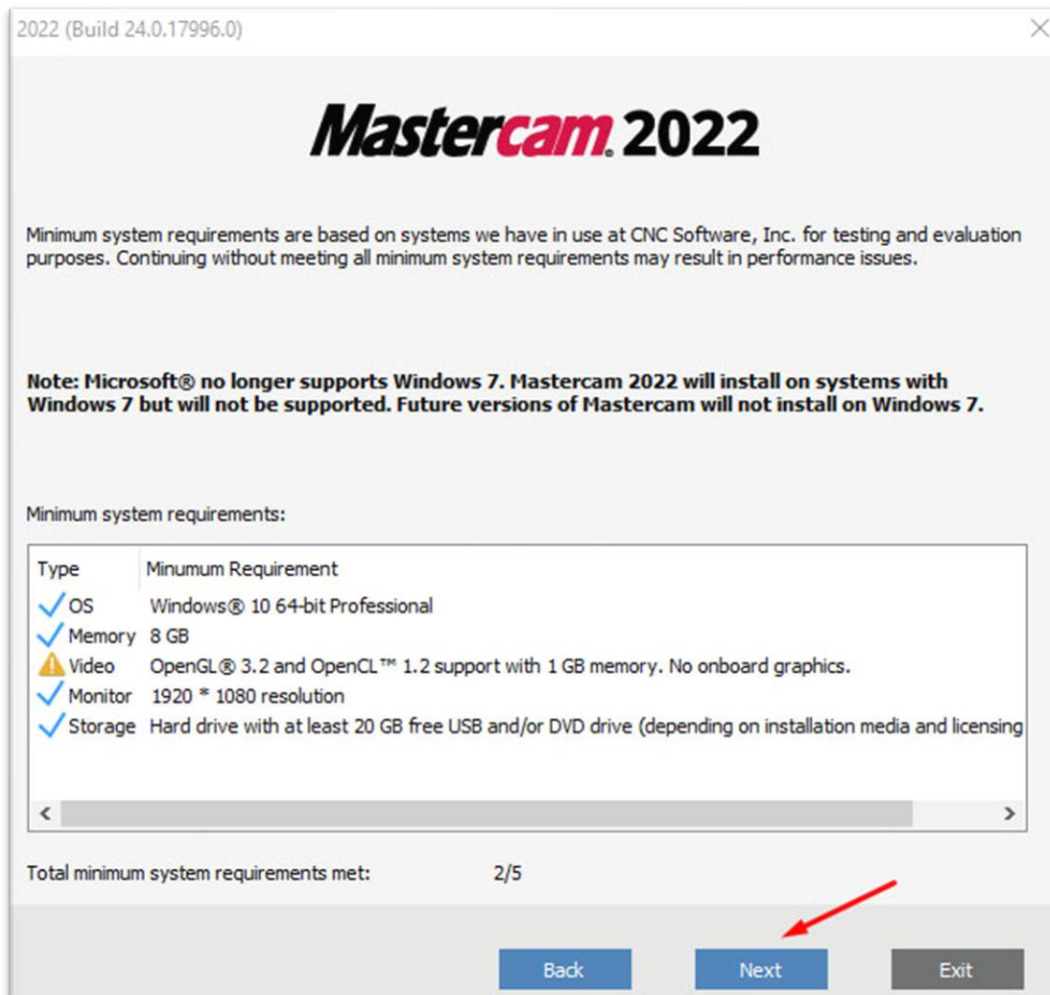 2022 (Build 24.0.17996.0)
Mastercam® 2022
Minimum system requirements are based on systems we have in use at CNC Software, Inc. for testing and evaluation
purposes. Continuing without meeting all minimum system requirements may result in performance issues.
Note: Microsoft® no longer supports Windows 7. Mastercam 2022 will install on systems with
Windows 7 but will not be supported. Future versions of Mastercam will not install on Windows 7.
Minimum system requirements:
Type Minumum Requirement
OS Windows® 10 64-bit Professional
Memory 8 GB
Video OpenGL® 3.2 and OpenCL™ 1.2 support with 1 GB memory. No onboard graphics.
Monitor 1920 * 1080 resolution
Storage Hard drive with at least 20 GB free USB and/or DVD drive (depending on installation media and licensing
Total minimum system requirements met: 2/5
Back Next Exit